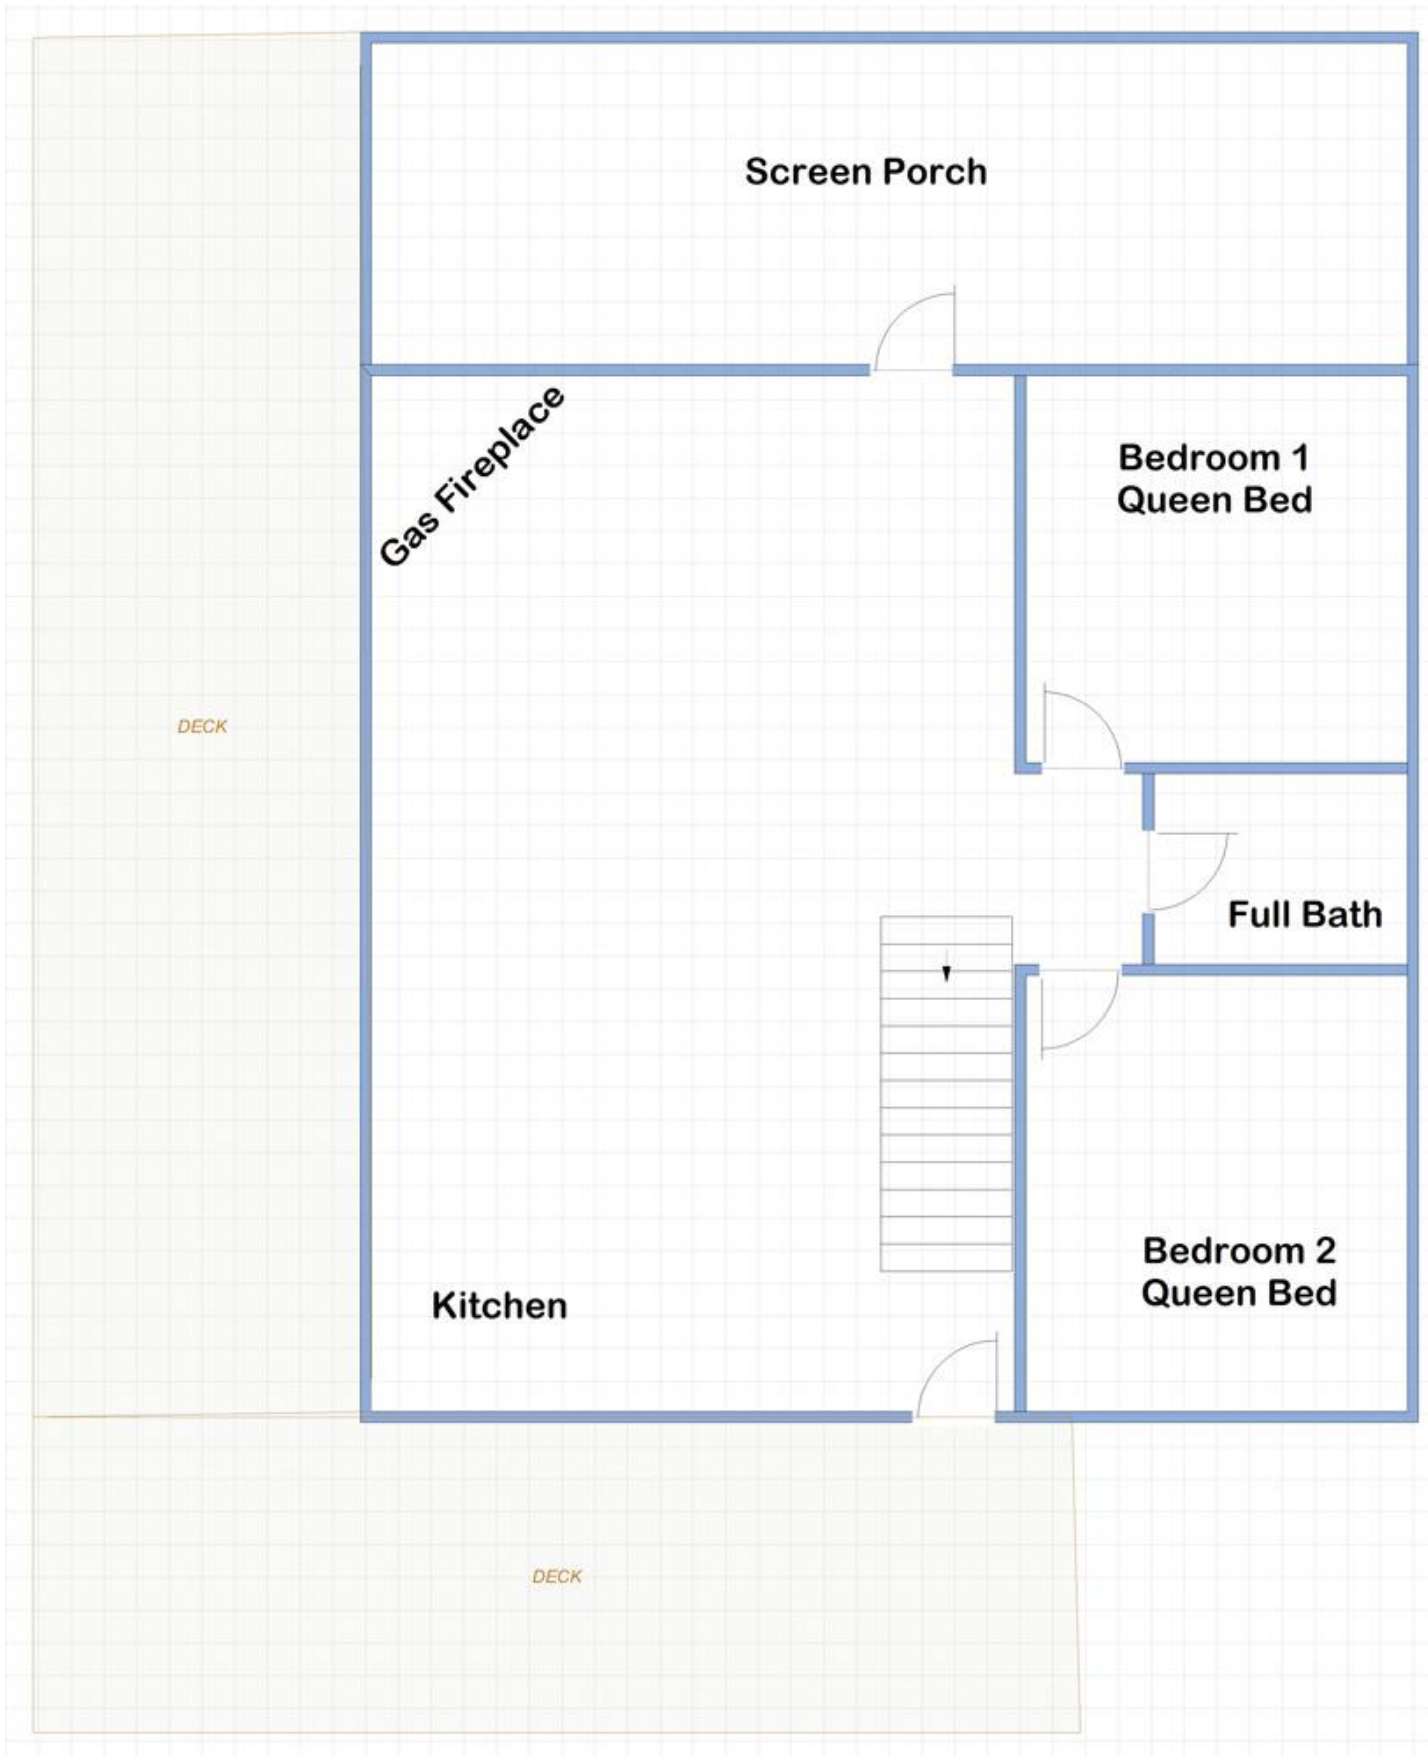 Screen Porch
Gas Fireplace
Bedroom 1
Queen Bed
DECK
Full Bath
Bedroom 2
Queen Bed
Kitchen
DECK